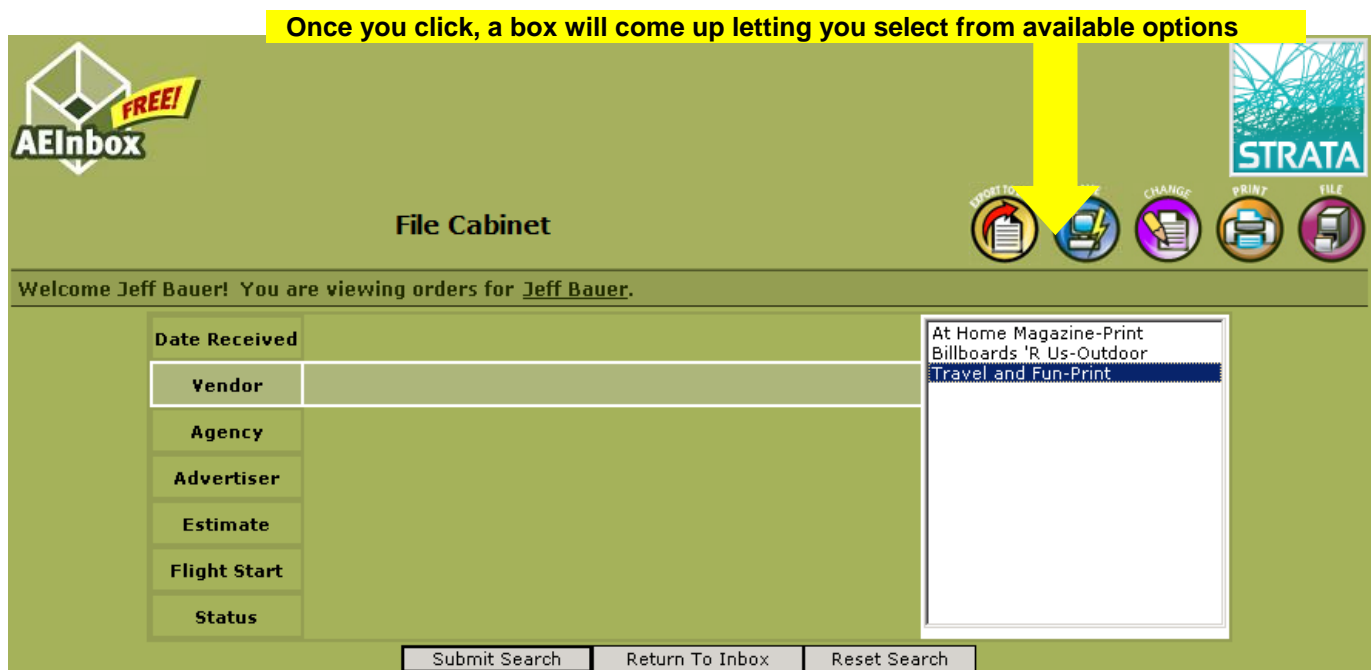 Once you click, a box will come up letting you select from available options
FREE!
AEInbox
STRATA
CHANGE
PRINT
FILE
File Cabinet
Welcome Jeff Bauer! You are viewing orders for Jeff Bauer.
Date Received
Vendor
Agency
Advertiser
Estimate
Flight Start
Status
At Home Magazine-Print
Billboards 'R Us-Outdoor
Travel and Fun-Print
Submit Search
Return To Inbox
Reset Search